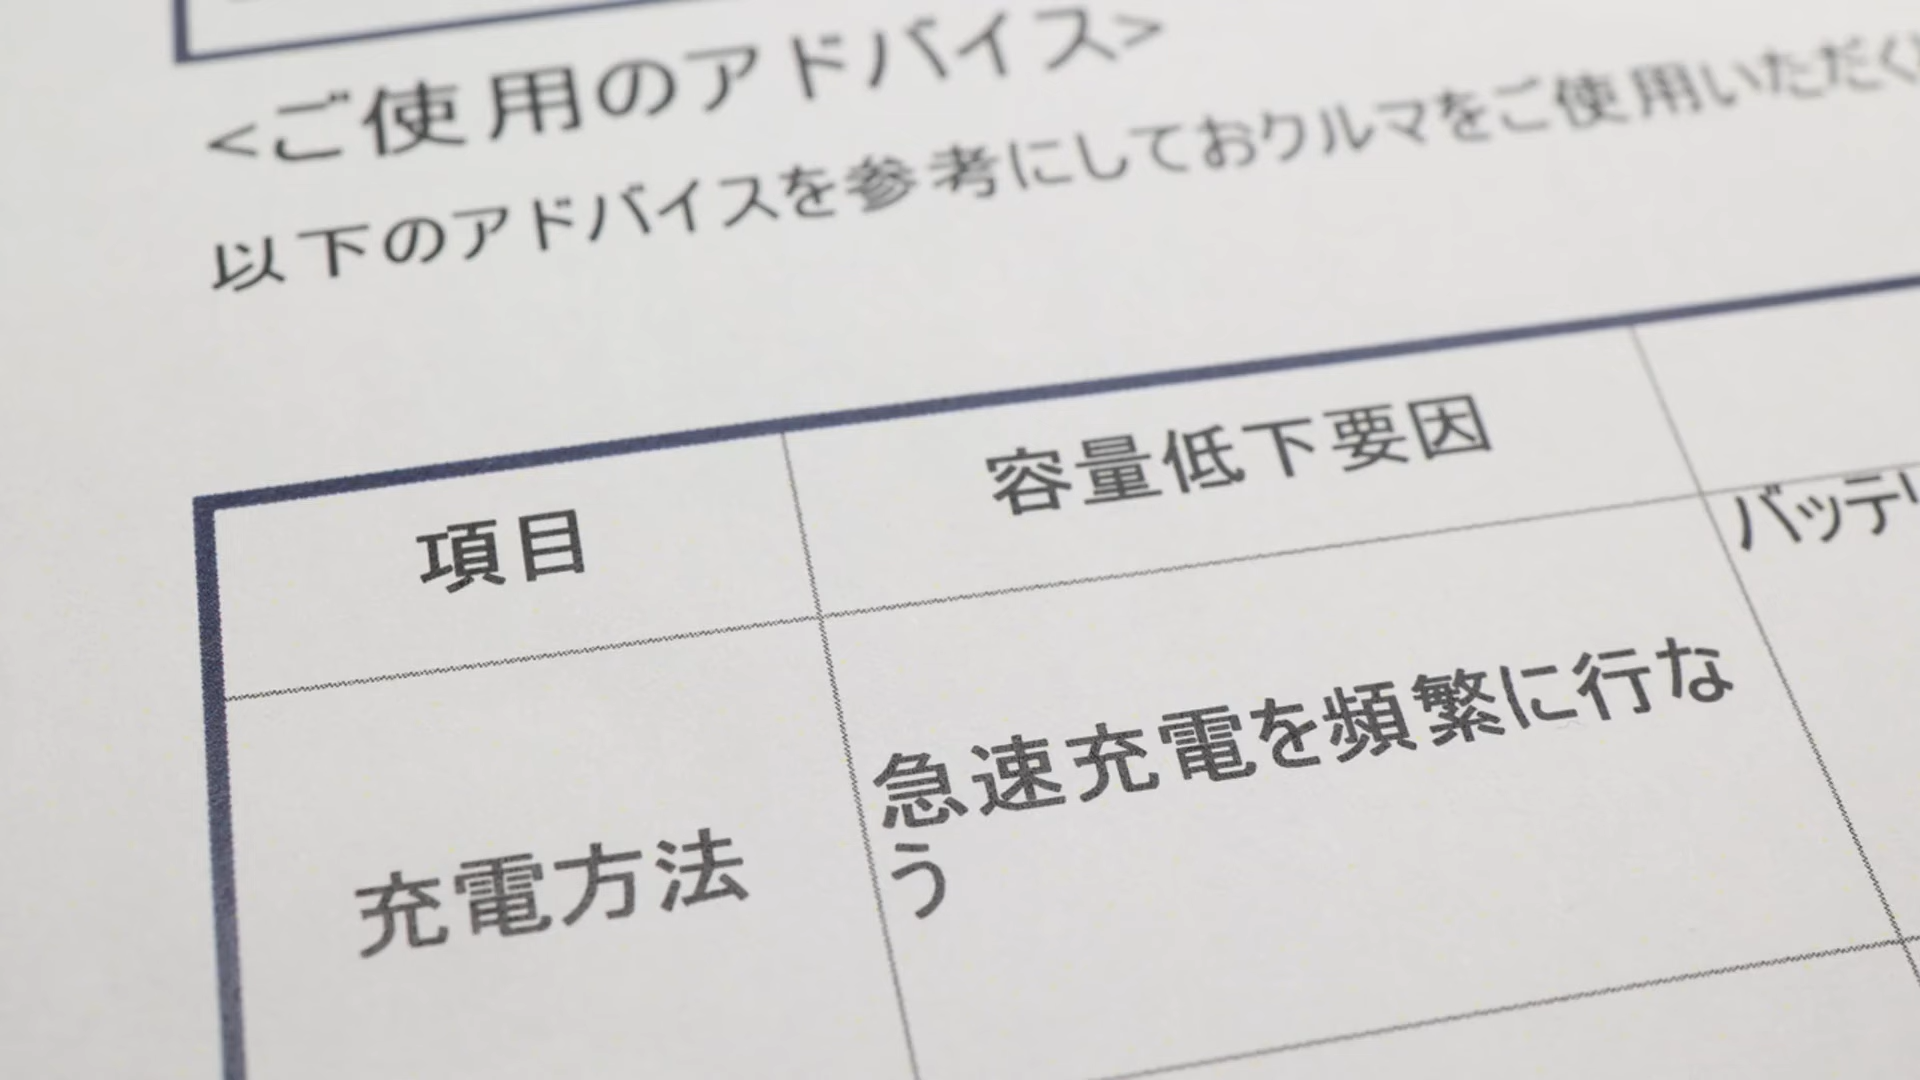 <ご使用のアドバイス>
以下のアドバイスを参考にしておクルマをご使用いただく
項目
容量低下要因
バッテリ
充電方法
急速充電を頻繁に行な
う